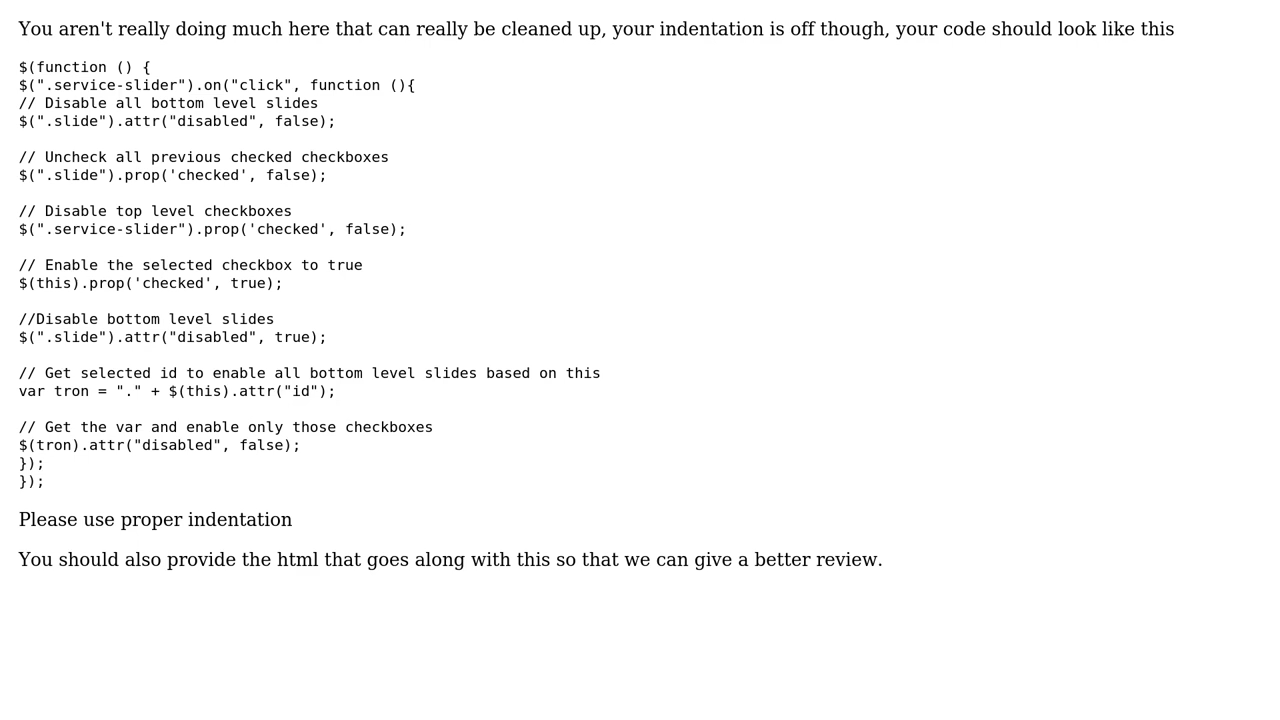 You aren't really doing much here that can really be cleaned up, your indentation is off though, your code should look like this
$(function () {
$(".service-slider").on("click", function (){
// Disable all bottom level slides
$(".slide").attr("disabled", false);
// Uncheck all previous checked checkboxes
$(".slide").prop('checked', false);
// Disable top level checkboxes
$(".service-slider").prop('checked', false);
// Enable the selected checkbox to true
$(this).prop('checked', true);
//Disable bottom level slides
$(".slide").attr("disabled", true);
// Get selected id to enable all bottom level slides based on this
var tron = "." + $(this).attr("id");
// Get the var and enable only those checkboxes
$(tron).attr("disabled", false);
});
});
Please use proper indentation
You should also provide the html that goes along with this so that we can give a better review.